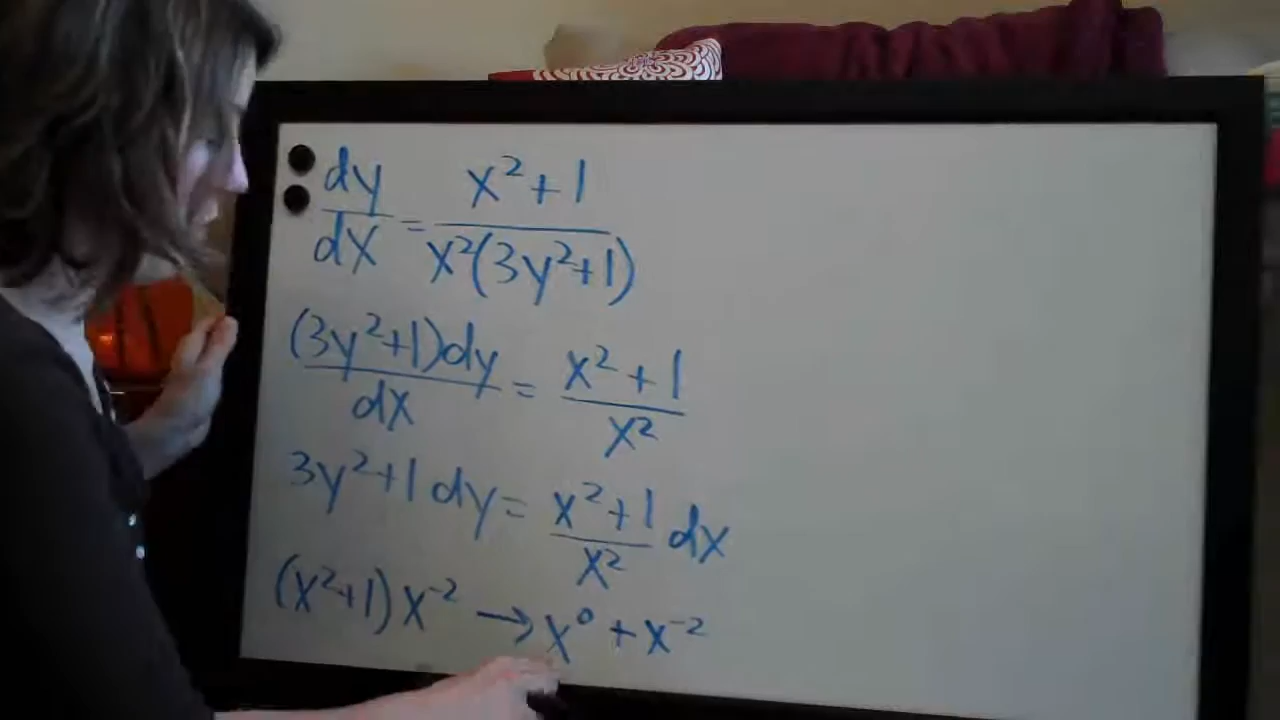 dy/dx = x²+1 / x²(3y²+1)
(3y²+1)dy / dx = x²+1 / x²
3y²+1 dy = x²+1 / x² dx
(x²+1)x⁻² → x⁰ + x⁻²